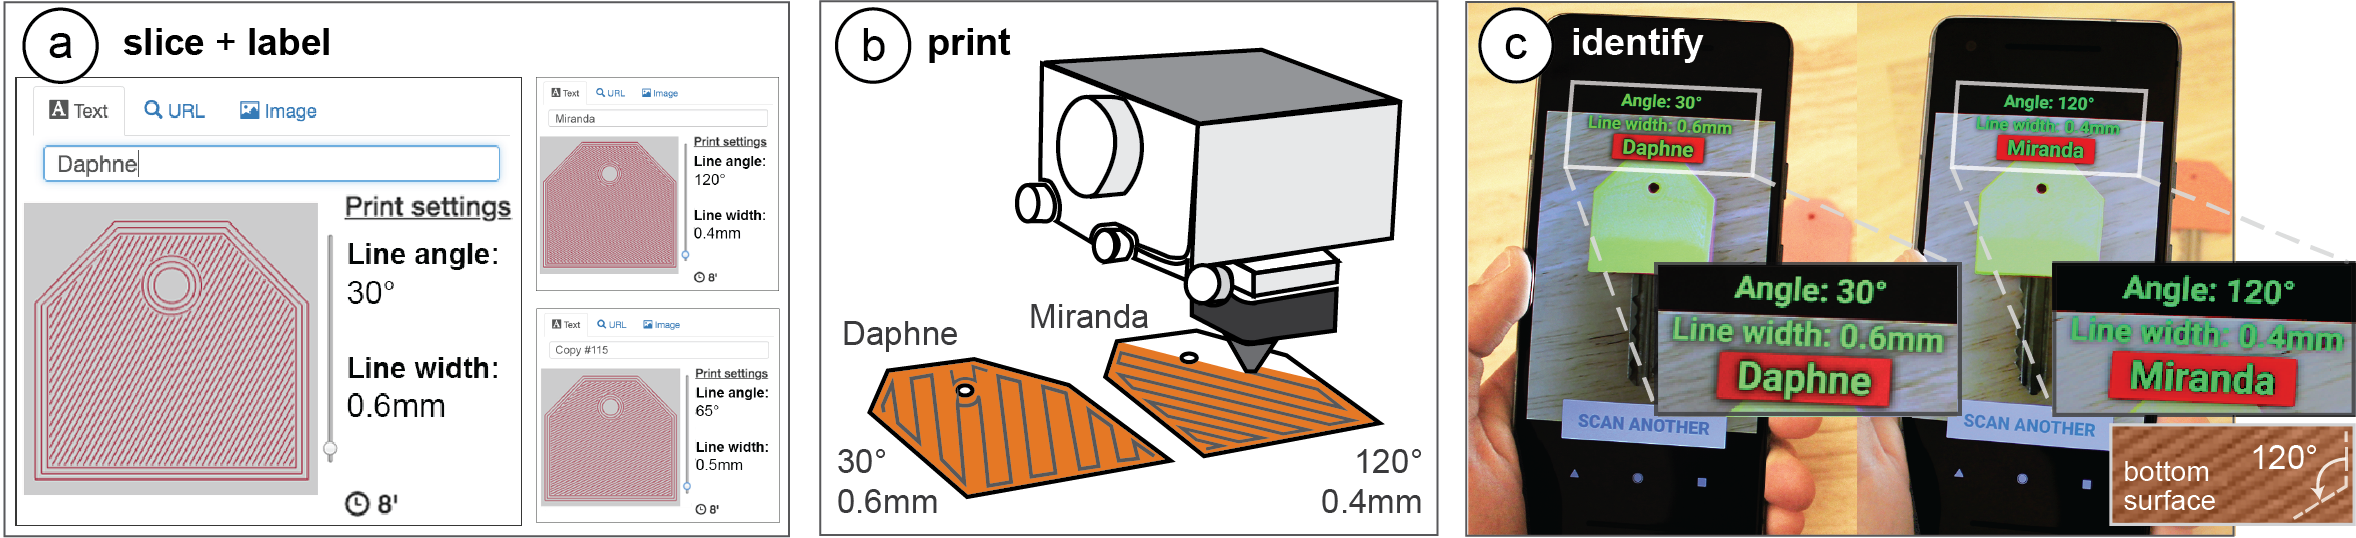 a slice + label
A Text URL Image
Daphne
Print settings
Line angle:
30°
Line width:
0.6mm
8'
A Text URL Image
Miranda
Print settings
Line angle:
120°
Line width:
0.4mm
8'
A Text URL Image
Copy #115
Print settings
Line angle:
65°
Line width:
0.5mm
8'
b print
Daphne
Miranda
30°
0.6mm
120°
0.4mm
c identify
Angle: 30°
Line width: 0.6mm
Daphne
SCAN ANOTHER
Angle: 120°
Line width: 0.4mm
Miranda
SCAN ANOTHER
Angle: 30°
Line width: 0.6mm
Daphne
Angle: 120°
Line width: 0.4mm
Miranda
bottom
surface
120°